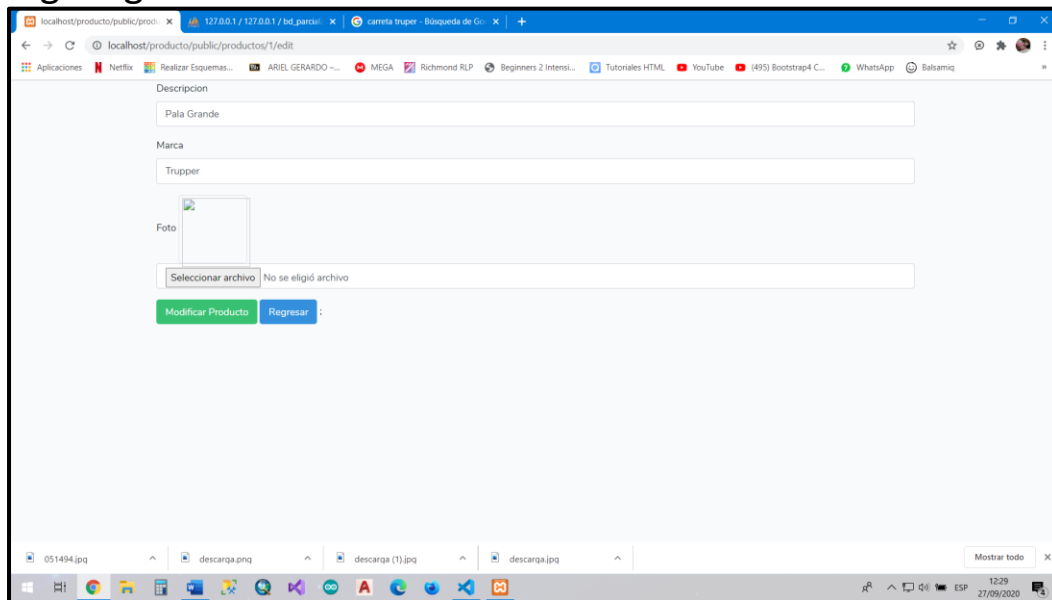 localhost/producto/public/produ
127.0.0.1 / 127.0.0.1 / bd_parcial
carreta truper - Búsqueda de Go
localhost/producto/public/productos/1/edit
Aplicaciones Netflix Realizar Esquemas... ARIEL GERARDO –... MEGA Richmond RLP Beginners 2 Intensi... Tutoriales HTML YouTube (495) Bootstrap4 C... WhatsApp Balsamiq »
Descripcion
Pala Grande
Marca
Trupper
Foto
Seleccionar archivo No se eligió archivo
Modificar Producto Regresar ;
051494.jpg descarga.png descarga (1).jpg descarga.jpg Mostrar todo
ESP 12:29
27/09/2020